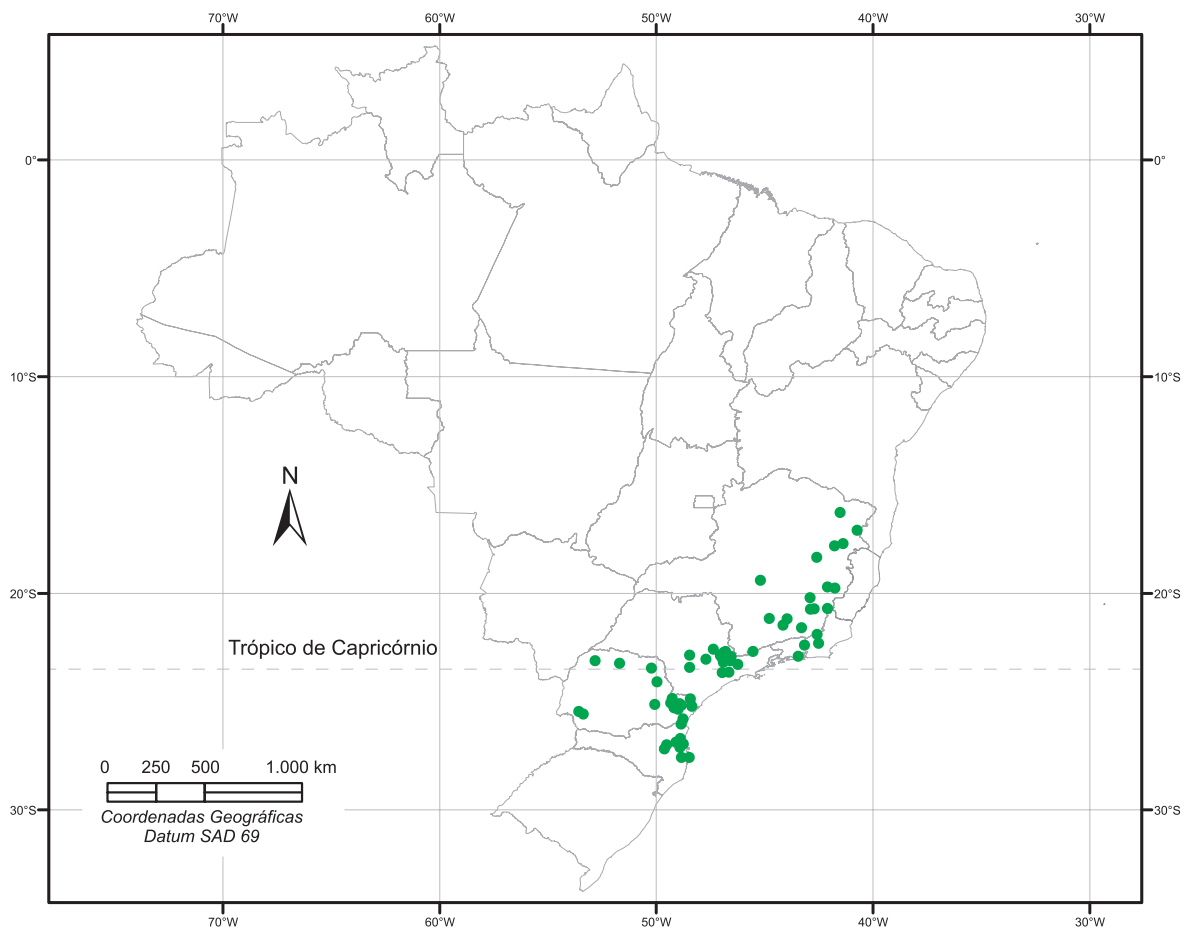 70°W 60°W 50°W 40°W 30°W
0° 0°
10°S 10°S
N
20°S 20°S
Trópico de Capricórnio
0 250 500 1.000 km
30°S 30°S
Coordenadas Geográficas
Datum SAD 69
70°W 60°W 50°W 40°W 30°W